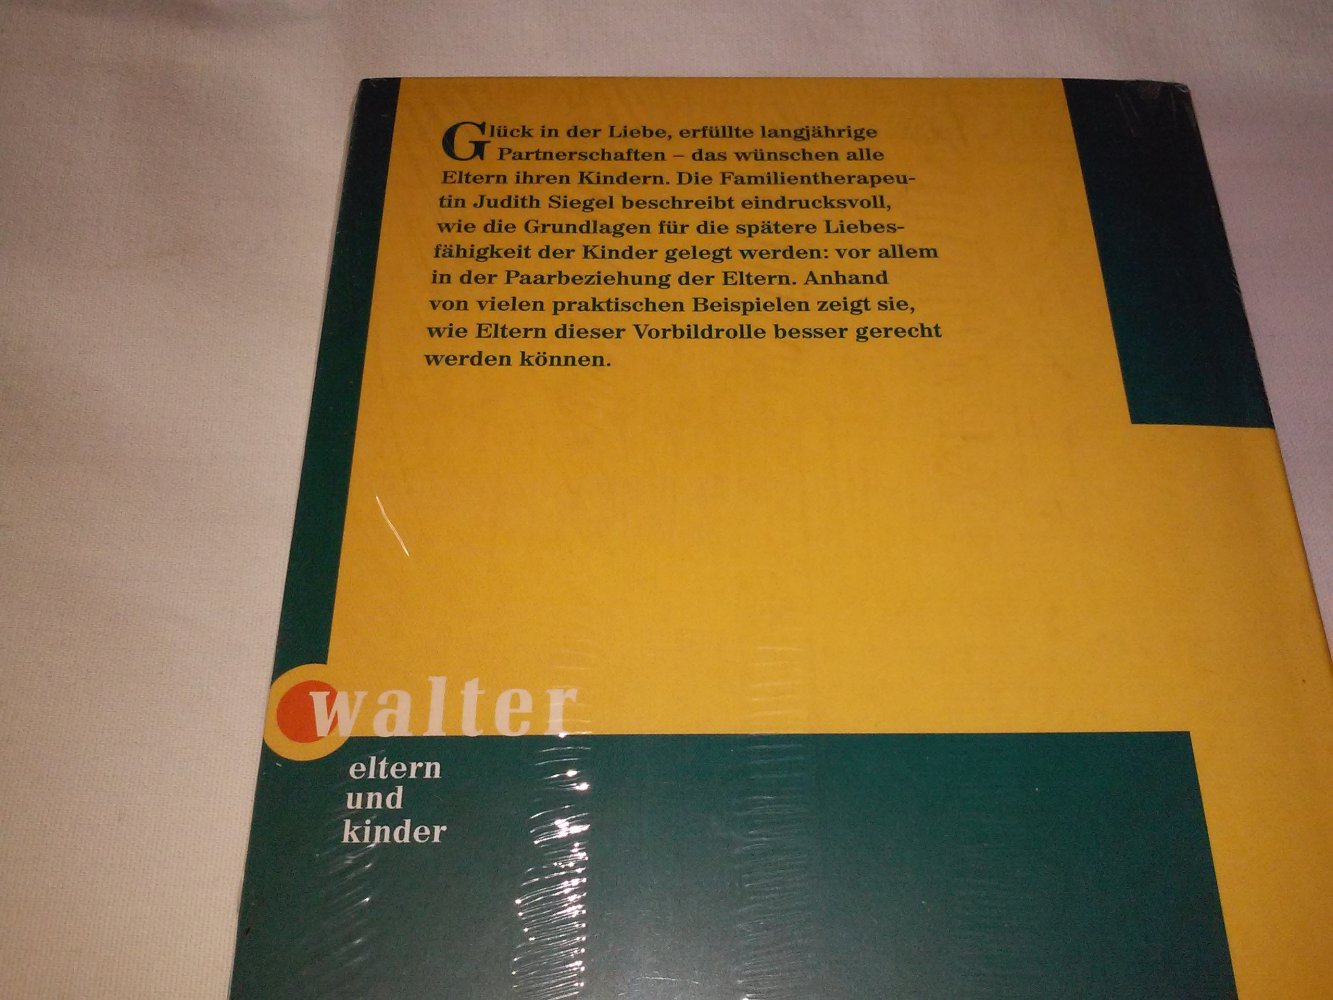 Glück in der Liebe, erfüllte langjährige
Partnerschaften – das wünschen alle
Eltern ihren Kindern. Die Familientherapeu-
tin Judith Siegel beschreibt eindrucksvoll,
wie die Grundlagen für die spätere Liebes-
fähigkeit der Kinder gelegt werden: vor allem
in der Paarbeziehung der Eltern. Anhand
von vielen praktischen Beispielen zeigt sie,
wie Eltern dieser Vorbildrolle besser gerecht
werden können.
walter
eltern
und
kinder